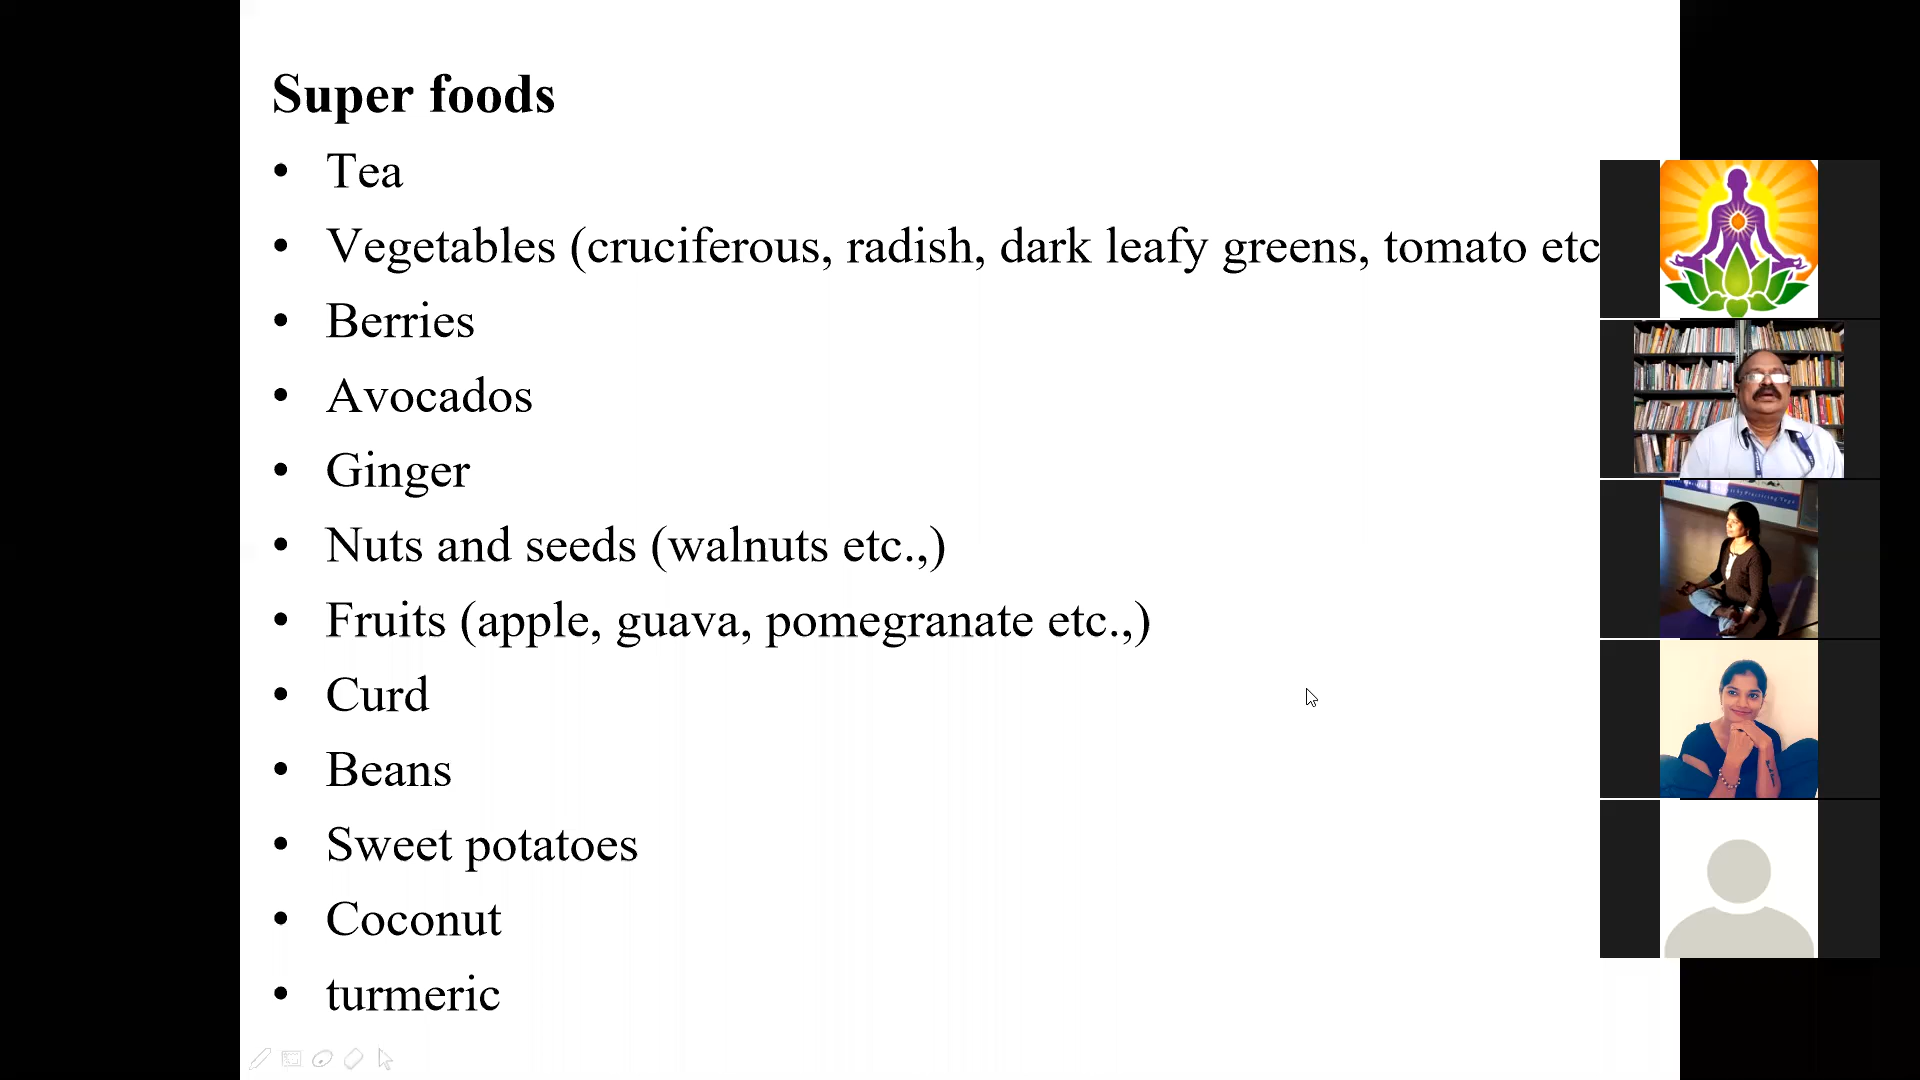 Super foods
• Tea
• Vegetables (cruciferous, radish, dark leafy greens, tomato etc
• Berries
• Avocados
• Ginger
• Nuts and seeds (walnuts etc.,)
• Fruits (apple, guava, pomegranate etc.,)
• Curd
• Beans
• Sweet potatoes
• Coconut
• turmeric